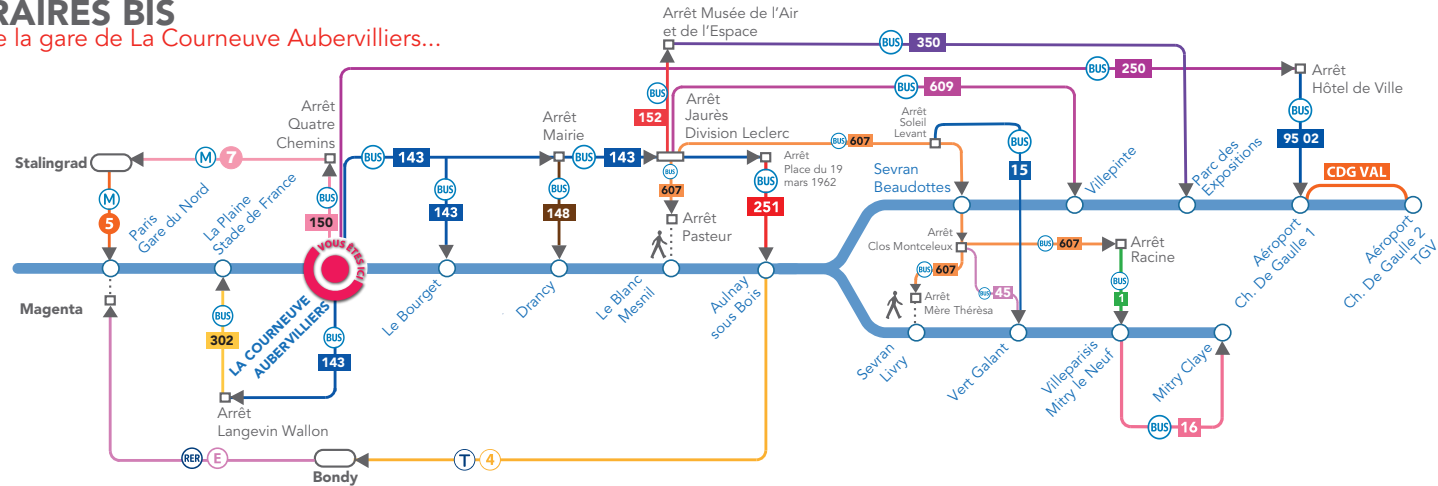 RAIRES BIS
e la gare de La Courneuve Aubervilliers...
Arrêt Musée de l'Air
et de l'Espace
BUS 350
BUS 250
Arrêt
Hôtel de Ville
BUS
152
BUS 609
BUS
95 02
Arrêt
Quatre
Chemins
Arrêt
Mairie
Arrêt
Jaurès
Division Leclerc
Arrêt
Soleil
Levant
BUS 607
BUS
15
Stalingrad
M 7
BUS 143
BUS 143
Arrêt
Place du 19
mars 1962
BUS
251
BUS
607
Arrêt
Pasteur
Sevran
Beaudottes
Villepinte
Parc des
Expositions
CDG VAL
M
5
Paris
Gare du Nord
La Plaine
Stade de France
BUS
150
BUS
143
BUS
148
VOUS ÊTES ICI
LA COURNEUVE
AUBERVILLIERS
Le Bourget
Drancy
Le Blanc
Mesnil
Aulnay
sous Bois
Aéroport
Ch. De Gaulle 1
Aéroport
Ch. De Gaulle 2
TGV
Arrêt
Clos Montceleux
BUS 607
Arrêt
Racine
BUS 607
BUS 45
BUS
1
Arrêt
Mère Thérèsa
Magenta
BUS
302
BUS
143
Arrêt
Langevin Wallon
Sevran
Livry
Vert Galant
Villeparisis
Mitry le Neuf
Mitry Claye
BUS 16
RER E
Bondy
T 4